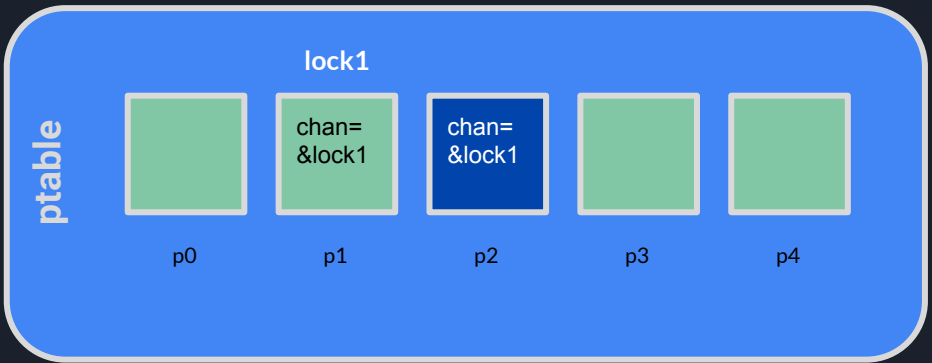 lock1
ptable
chan=
&lock1
chan=
&lock1
p0
p1
p2
p3
p4